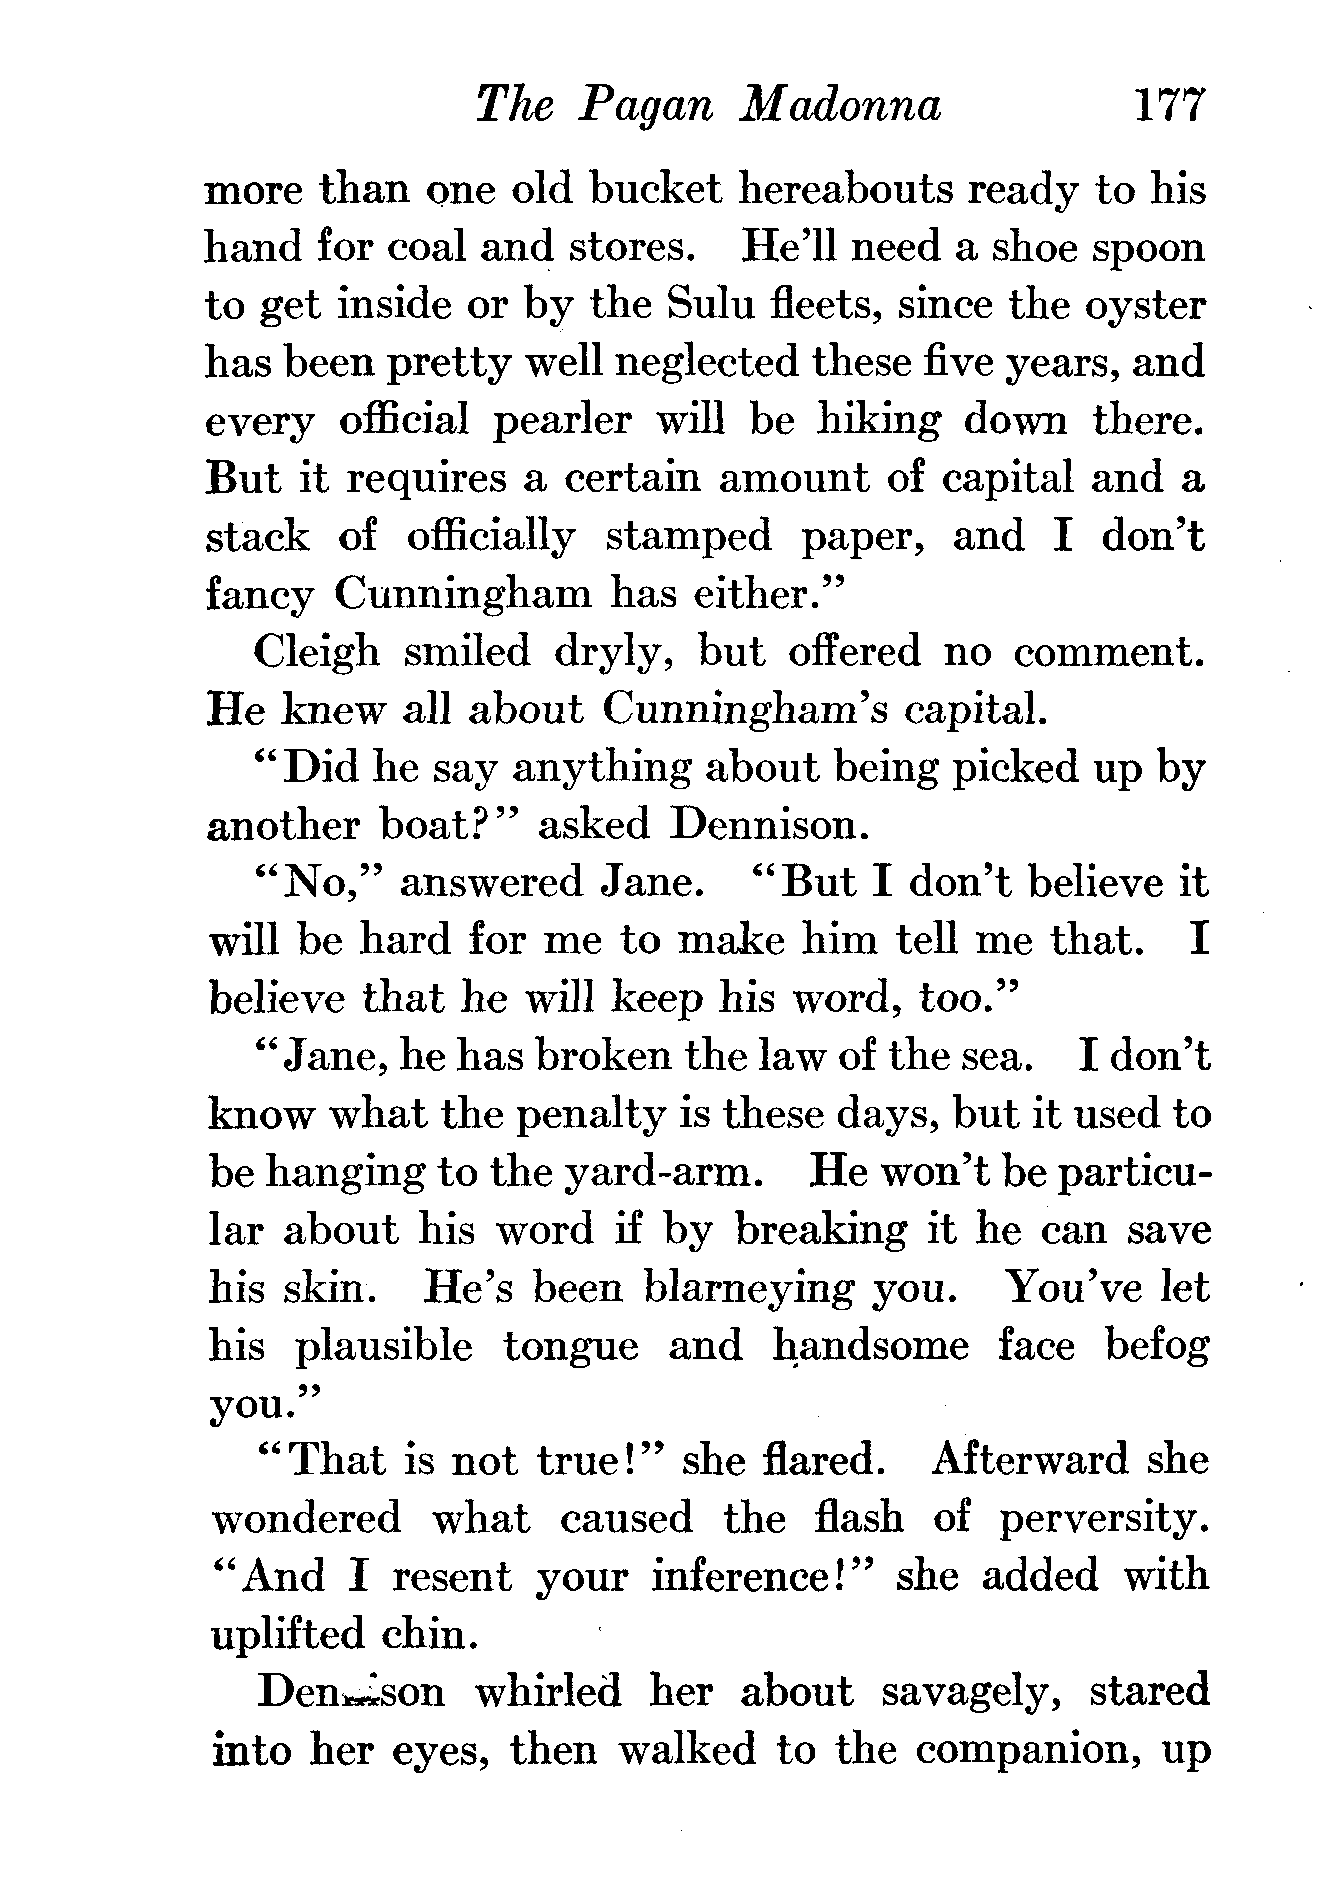 The Pagan Madonna 177
more than one old bucket hereabouts ready to his
hand for coal and stores. He'll need a shoe spoon
to get inside or by the Sulu fleets, since the oyster
has been pretty well neglected these five years, and
every official pearler will be hiking down there.
But it requires a certain amount of capital and a
stack of officially stamped paper, and I don't
fancy Cunningham has either."
Cleigh smiled dryly, but offered no comment.
He knew all about Cunningham's capital.
"Did he say anything about being picked up by
another boat?" asked Dennison.
"No," answered Jane. "But I don't believe it
will be hard for me to make him tell me that. I
believe that he will keep his word, too."
"Jane, he has broken the law of the sea. I don't
know what the penalty is these days, but it used to
be hanging to the yard-arm. He won't be particu-
lar about his word if by breaking it he can save
his skin. He's been blarneying you. You've let
his plausible tongue and handsome face befog
you."
"That is not true!" she flared. Afterward she
wondered what caused the flash of perversity.
"And I resent your inference!" she added with
uplifted chin.
Dennison whirled her about savagely, stared
into her eyes, then walked to the companion, up